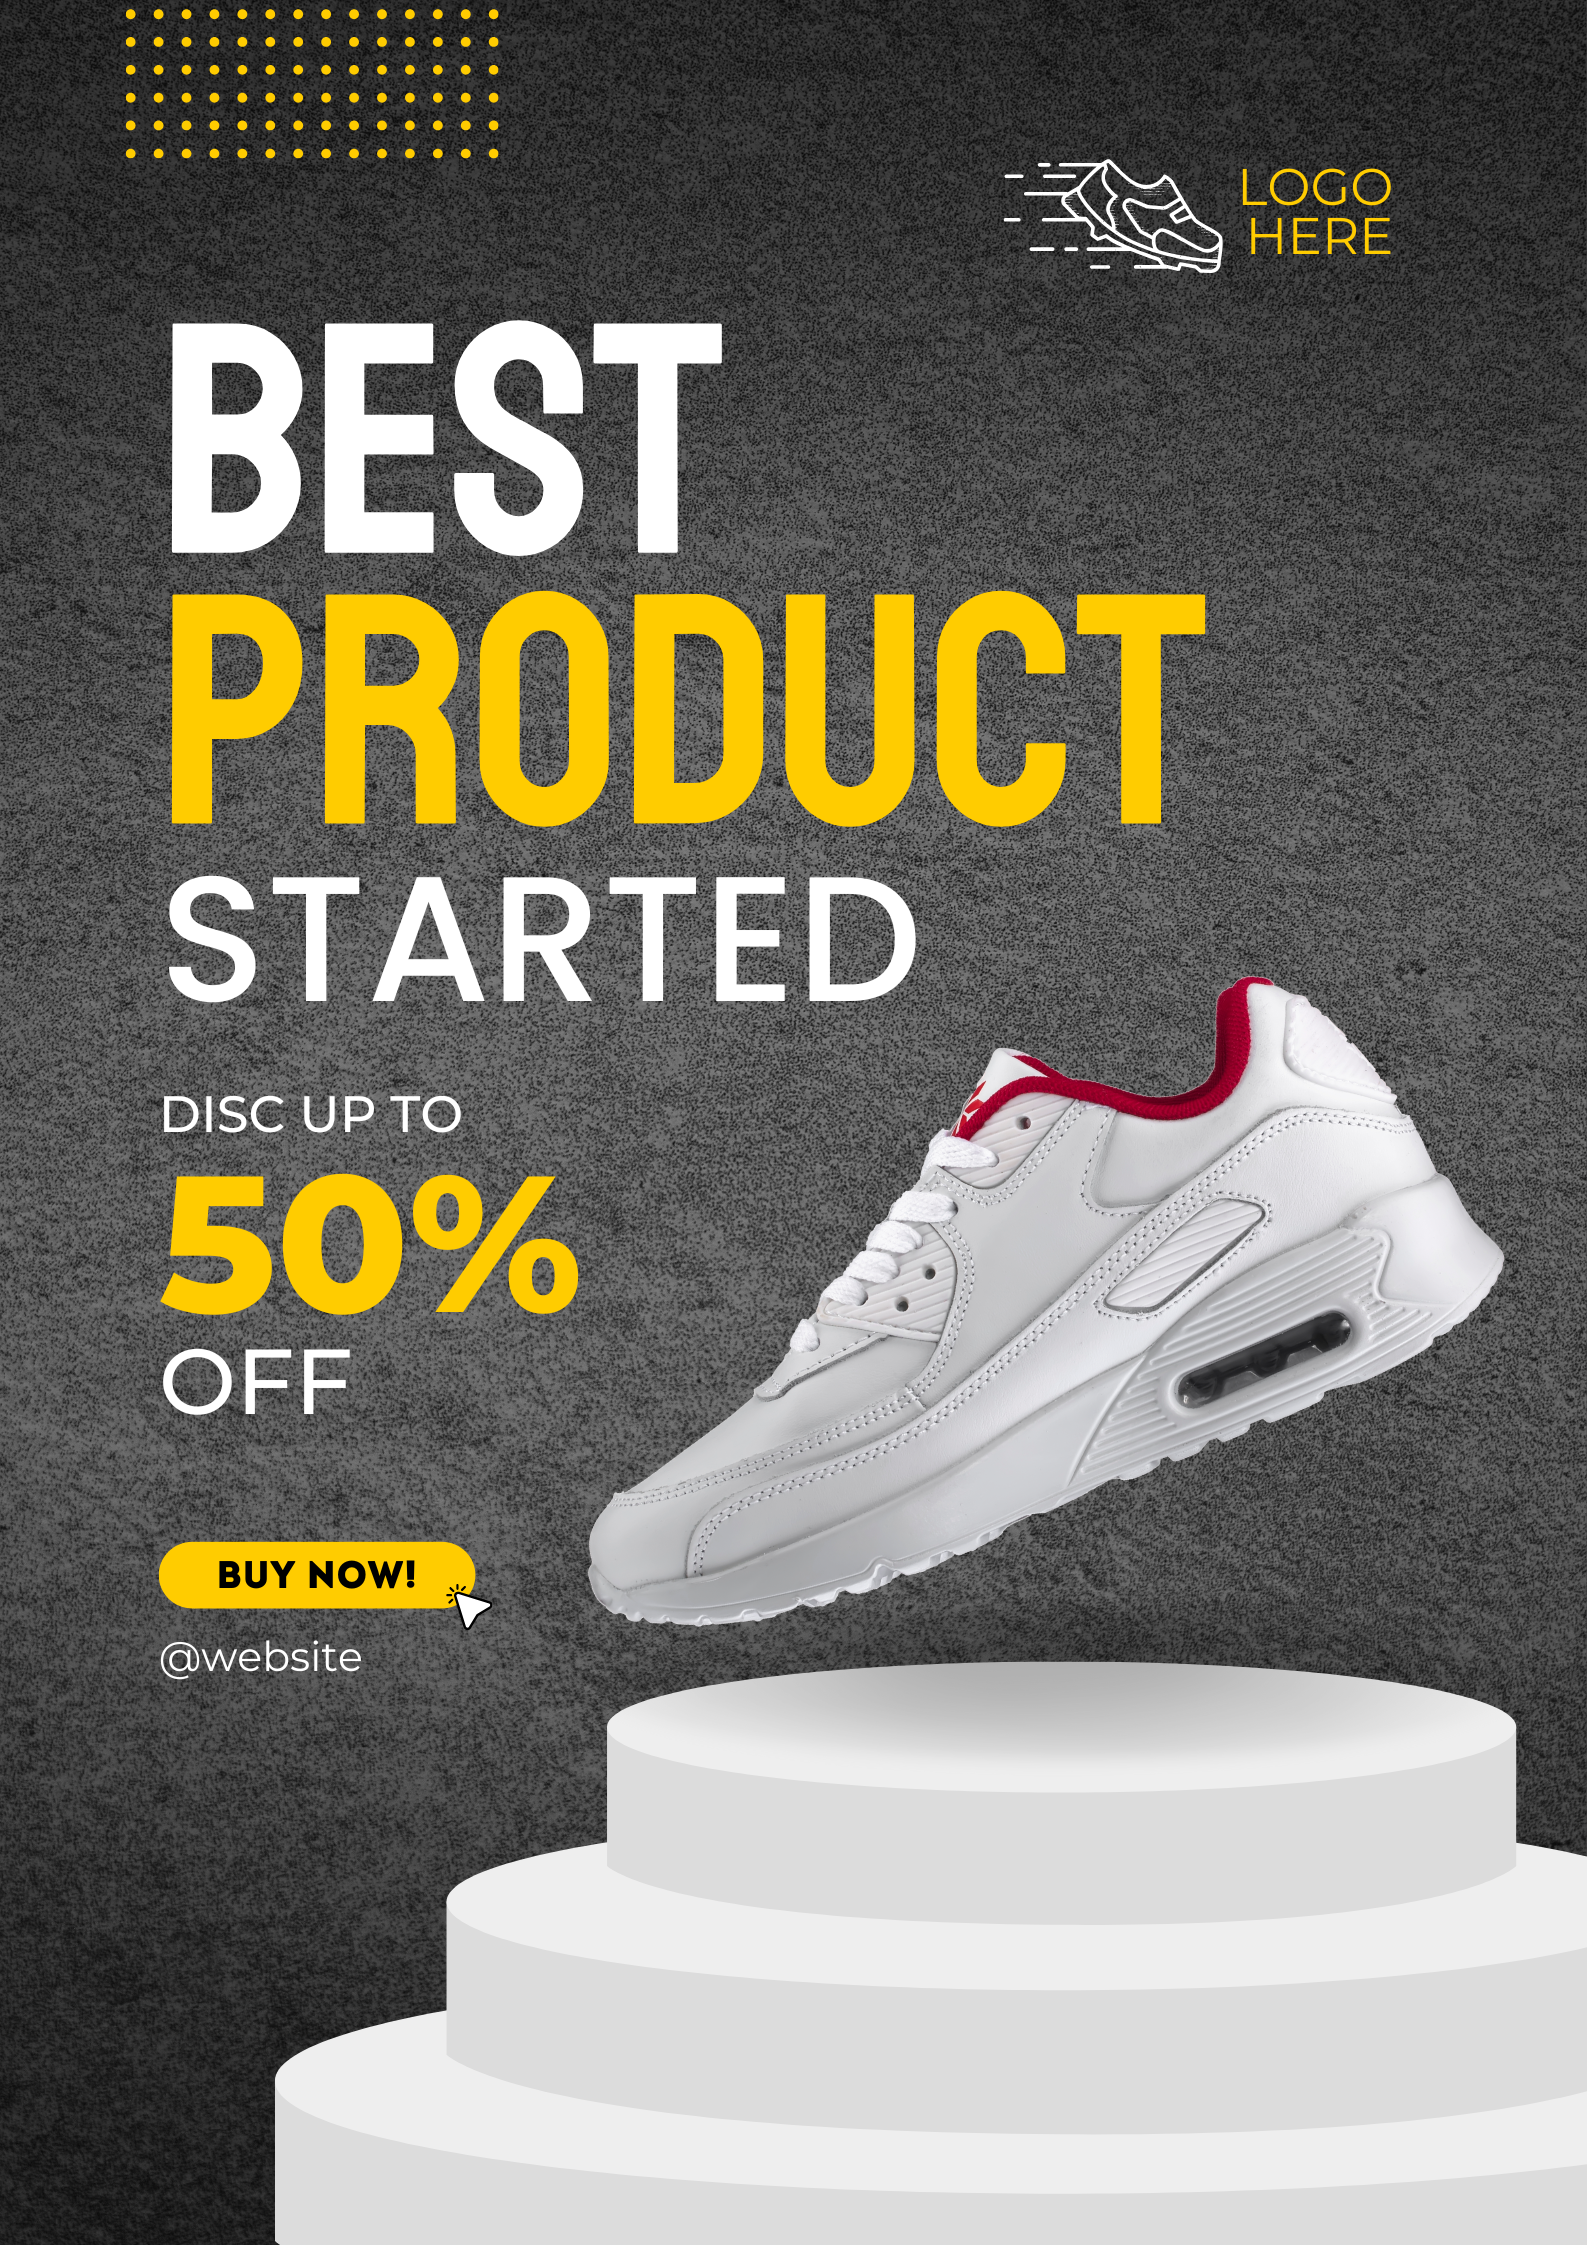 LOGO
HERE
BEST
PRODUCT
STARTED
DISC UP TO
50%
OFF
BUY NOW!
@website